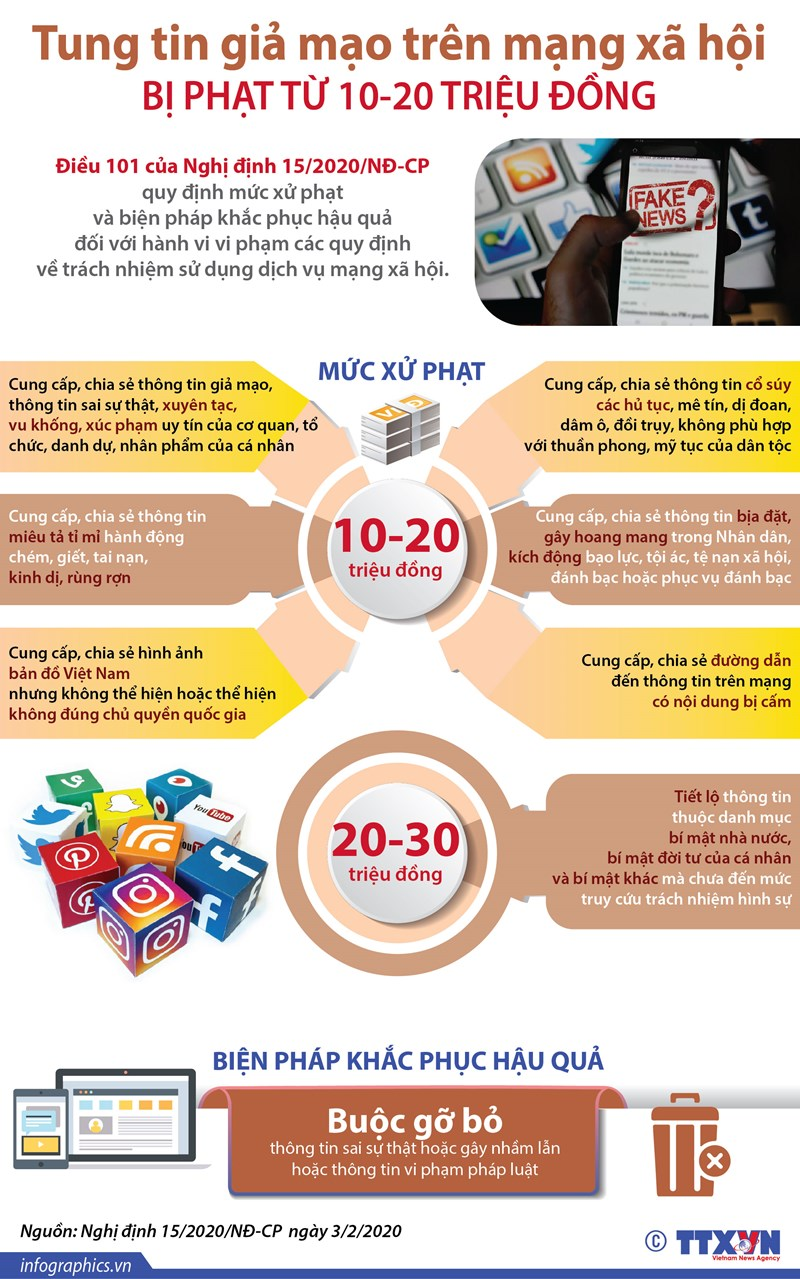 Tung tin giả mạo trên mạng xã hội
BỊ PHẠT TỪ 10-20 TRIỆU ĐỒNG
Điều 101 của Nghị định 15/2020/NĐ-CP
quy định mức xử phạt
và biện pháp khắc phục hậu quả
đối với hành vi vi phạm các quy định
về trách nhiệm sử dụng dịch vụ mạng xã hội.
FAKE
NEWS
?
MỨC XỬ PHẠT
Cung cấp, chia sẻ thông tin giả mạo,
thông tin sai sự thật, xuyên tạc,
vu khống, xúc phạm uy tín của cơ quan, tổ
chức, danh dự, nhân phẩm của cá nhân
Cung cấp, chia sẻ thông tin cổ súy
các hủ tục, mê tín, dị đoan,
dâm ô, đồi trụy, không phù hợp
với thuần phong, mỹ tục của dân tộc
Cung cấp, chia sẻ thông tin
miêu tả tỉ mỉ hành động
chém, giết, tai nạn,
kinh dị, rùng rợn
10-20
triệu đồng
Cung cấp, chia sẻ thông tin bịa đặt,
gây hoang mang trong Nhân dân,
kích động bạo lực, tội ác, tệ nạn xã hội,
đánh bạc hoặc phục vụ đánh bạc
Cung cấp, chia sẻ hình ảnh
bản đồ Việt Nam
nhưng không thể hiện hoặc thể hiện
không đúng chủ quyền quốc gia
Cung cấp, chia sẻ đường dẫn
đến thông tin trên mạng
có nội dung bị cấm
20-30
triệu đồng
Tiết lộ thông tin
thuộc danh mục
bí mật nhà nước,
bí mật đời tư của cá nhân
và bí mật khác mà chưa đến mức
truy cứu trách nhiệm hình sự
YouTube
BIỆN PHÁP KHẮC PHỤC HẬU QUẢ
Buộc gỡ bỏ
thông tin sai sự thật hoặc gây nhầm lẫn
hoặc thông tin vi phạm pháp luật
Nguồn: Nghị định 15/2020/NĐ-CP ngày 3/2/2020
© TTXVN
Vietnam News Agency
infographics.vn